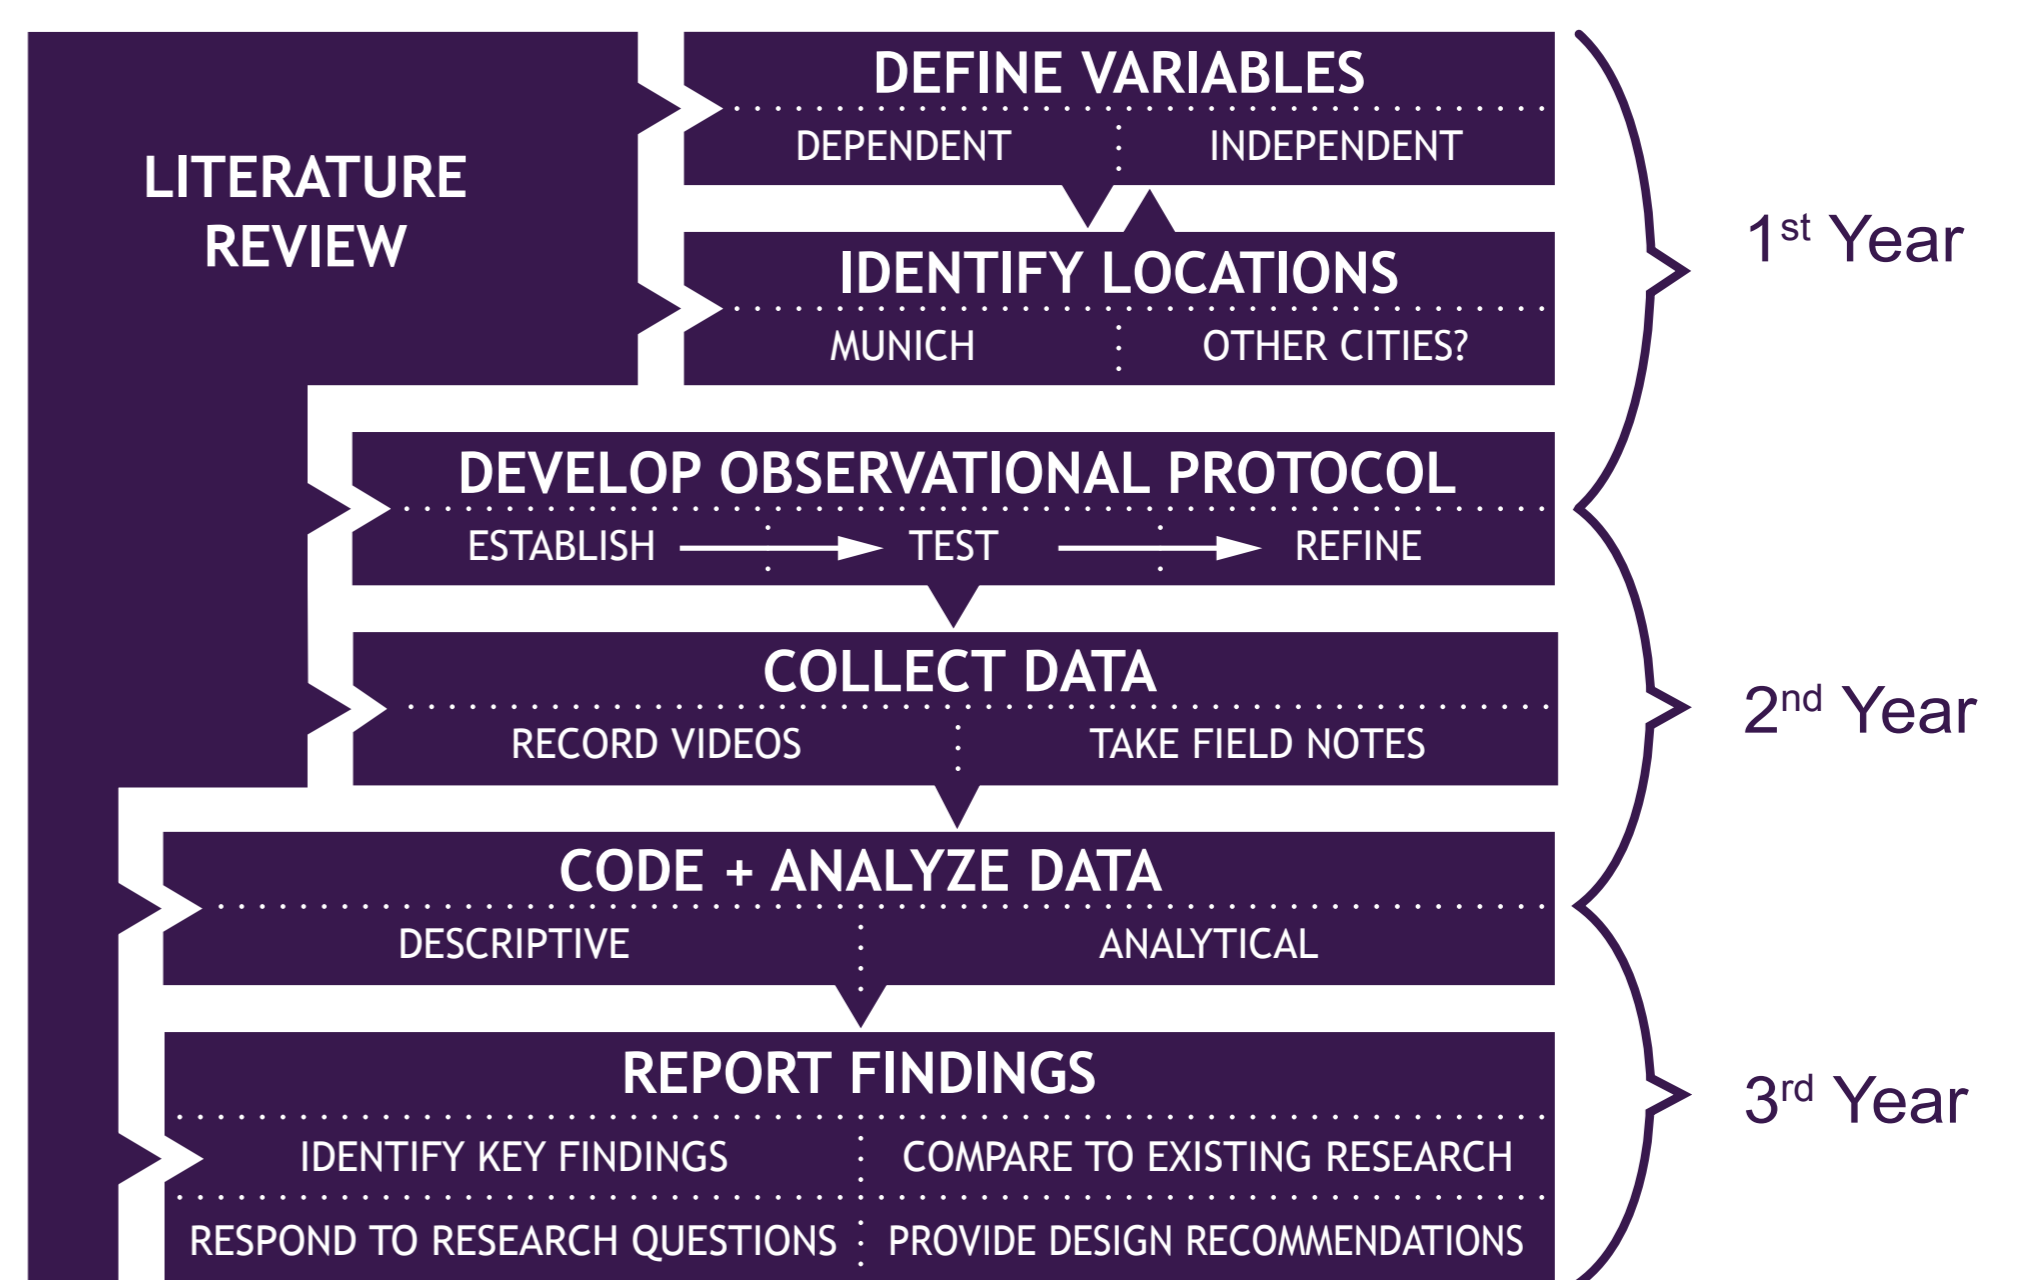 LITERATURE
REVIEW
DEFINE VARIABLES
DEPENDENT
INDEPENDENT
IDENTIFY LOCATIONS
MUNICH
OTHER CITIES?
1st Year
DEVELOP OBSERVATIONAL PROTOCOL
ESTABLISH
TEST
REFINE
COLLECT DATA
RECORD VIDEOS
TAKE FIELD NOTES
2nd Year
CODE + ANALYZE DATA
DESCRIPTIVE
ANALYTICAL
REPORT FINDINGS
IDENTIFY KEY FINDINGS
COMPARE TO EXISTING RESEARCH
RESPOND TO RESEARCH QUESTIONS
PROVIDE DESIGN RECOMMENDATIONS
3rd Year